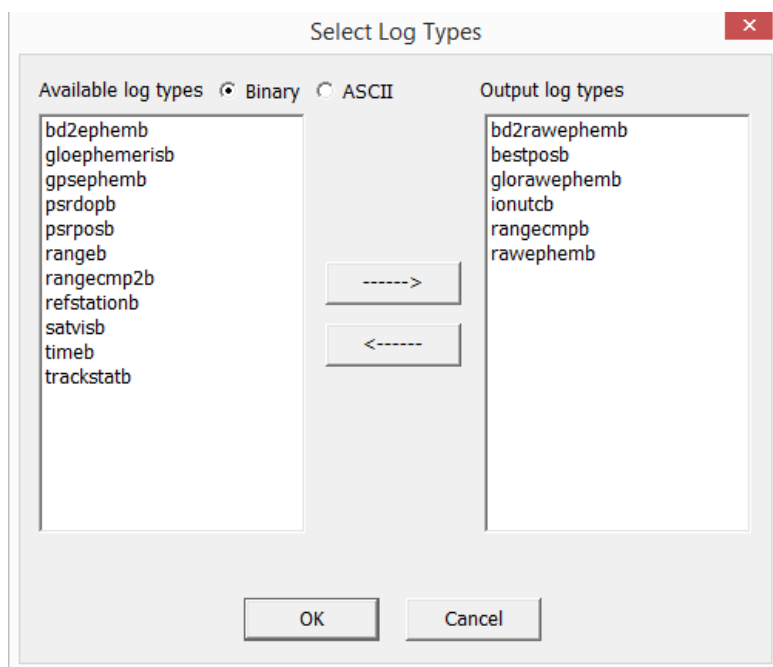 Select Log Types
×
Available log types Binary ASCII
bd2ephemb
gloephemerisb
gpsephemb
psrdopb
psrposb
rangeb
rangecmp2b
refstationb
satvisb
timeb
trackstatb
------>
<------
Output log types
bd2rawephemb
bestposb
glorawephemb
ionutcb
rangecmpb
rawephemb
OK
Cancel